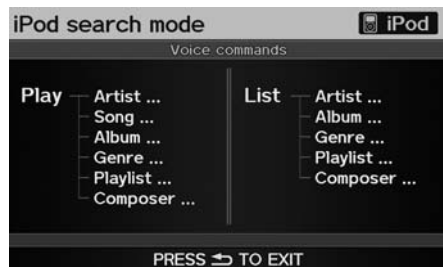 iPod search mode
iPod
Voice commands
Play
Artist ...
Song ...
Album ...
Genre ...
Playlist ...
Composer ...
List
Artist ...
Album ...
Genre ...
Playlist ...
Composer ...
PRESS TO EXIT